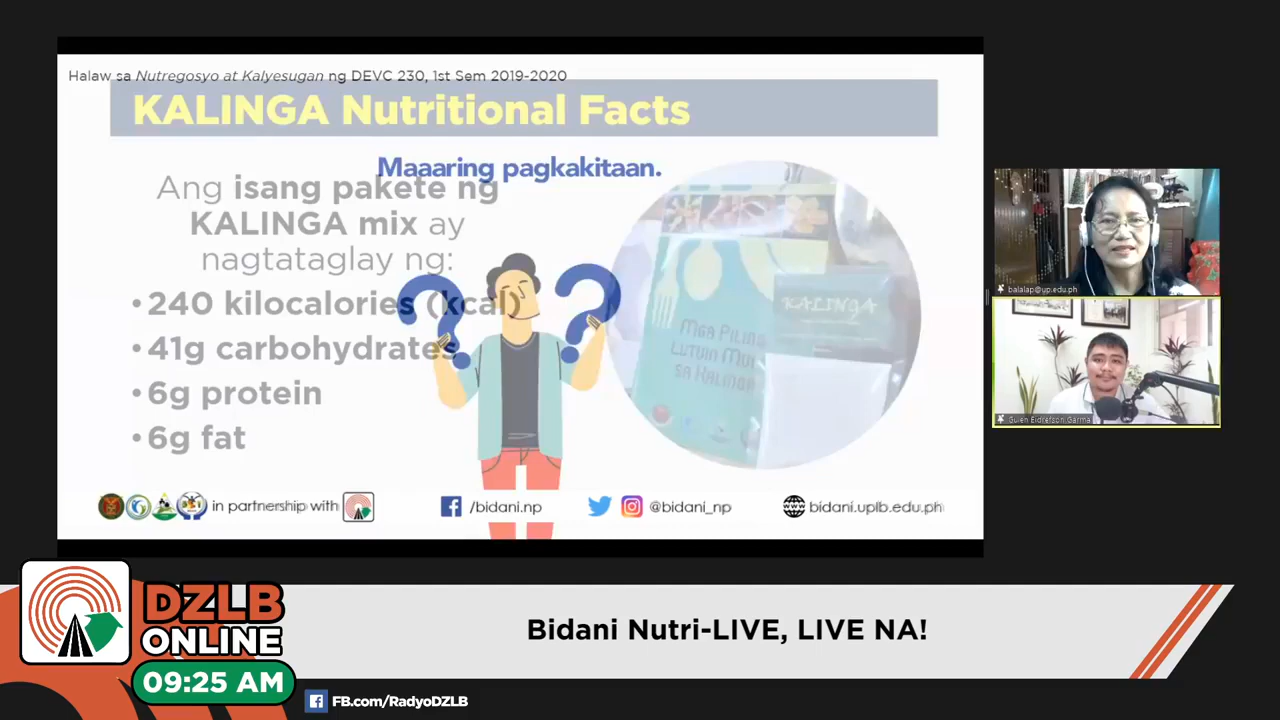 Halaw sa Nutregosyo at Kalyesugan ng DEVC 230, 1st Sem 2019-2020
KALINGA Nutritional Facts
Maaaring pagkakitaan.
Ang isang pakete ng
KALINGA mix ay
nagtataglay ng:
• 240 kilocalories (kcal)
• 41g carbohydrates
• 6g protein
• 6g fat
KALINGA
MGA PILING
LUTUIN MULA
SA KALINGA
in partnership with
/bidani.np
@bidani_np
bidani.uplb.edu.ph
balalap@up.edu.ph
Gulen Eidrefson Garma
DZLB
ONLINE
09:25 AM
Bidani Nutri-LIVE, LIVE NA!
FB.com/RadyoDZLB